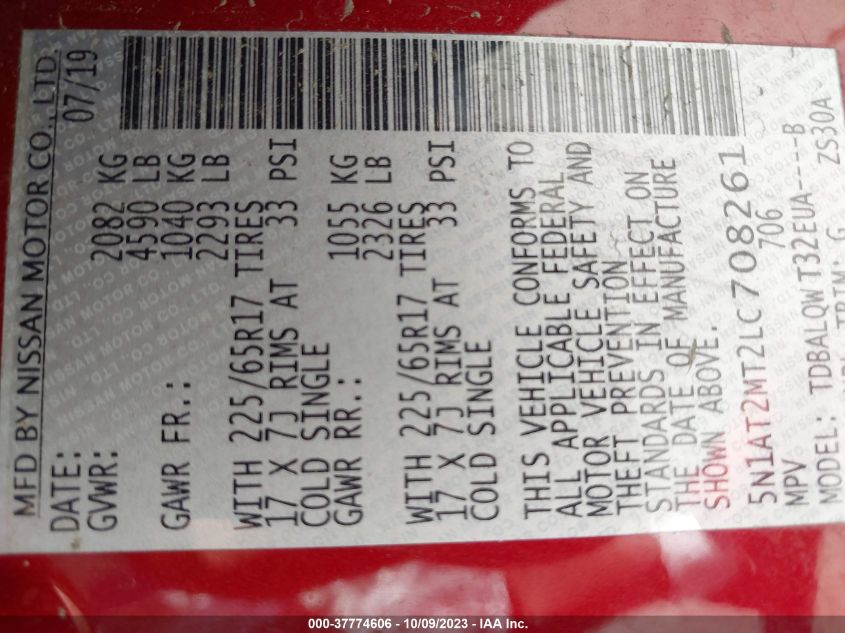 MFD BY NISSAN MOTOR CO., LTD.
DATE: 07/19
GVWR: 2082 KG
4590 LB
GAWR FR.: 1040 KG
2293 LB
WITH 225/65R17 TIRES
17 X 7J RIMS AT 33 PSI
COLD SINGLE
GAWR RR.: 1055 KG
2326 LB
WITH 225/65R17 TIRES
17 X 7J RIMS AT 33 PSI
COLD SINGLE
THIS VEHICLE CONFORMS TO
ALL APPLICABLE FEDERAL
MOTOR VEHICLE SAFETY AND
THEFT PREVENTION
STANDARDS IN EFFECT ON
THE DATE OF MANUFACTURE
SHOWN ABOVE.
5N1AT2MT2LC708261
MPV 706
MODEL: TDBALQWT32EUA----B
TRIM: G ZS30A
000-37774606 - 10/09/2023 - IAA Inc.